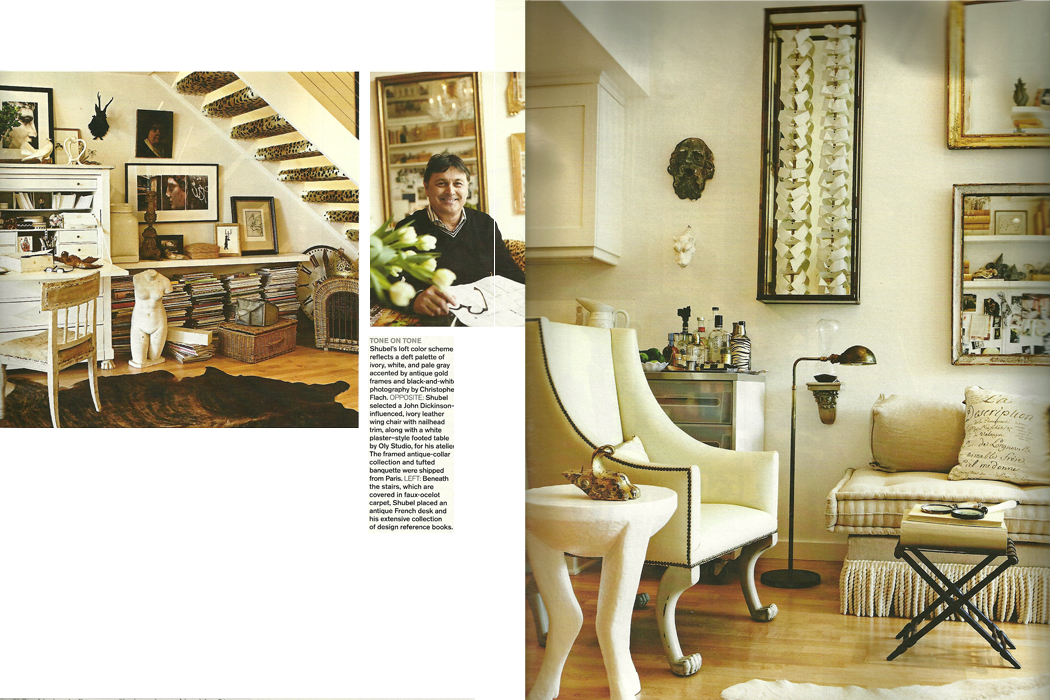 TONE ON TONE
Shubel's loft color scheme
reflects a deft palette of
ivory, white, and pale gray
accented by antique gold
frames and black-and-white
photography by Christophe
Flach. OPPOSITE: Shubel
selected a John Dickinson-
influenced, ivory leather
wing chair with nailhead
trim, along with a white
plaster-style footed table
by Oly Studio, for his atelier
The framed antique-collar
collection and tufted
banquette were shipped
from Paris. LEFT: Beneath
the stairs, which are
covered in faux-ocelot
carpet, Shubel placed an
antique French desk and
his extensive collection
of design reference books.
Description